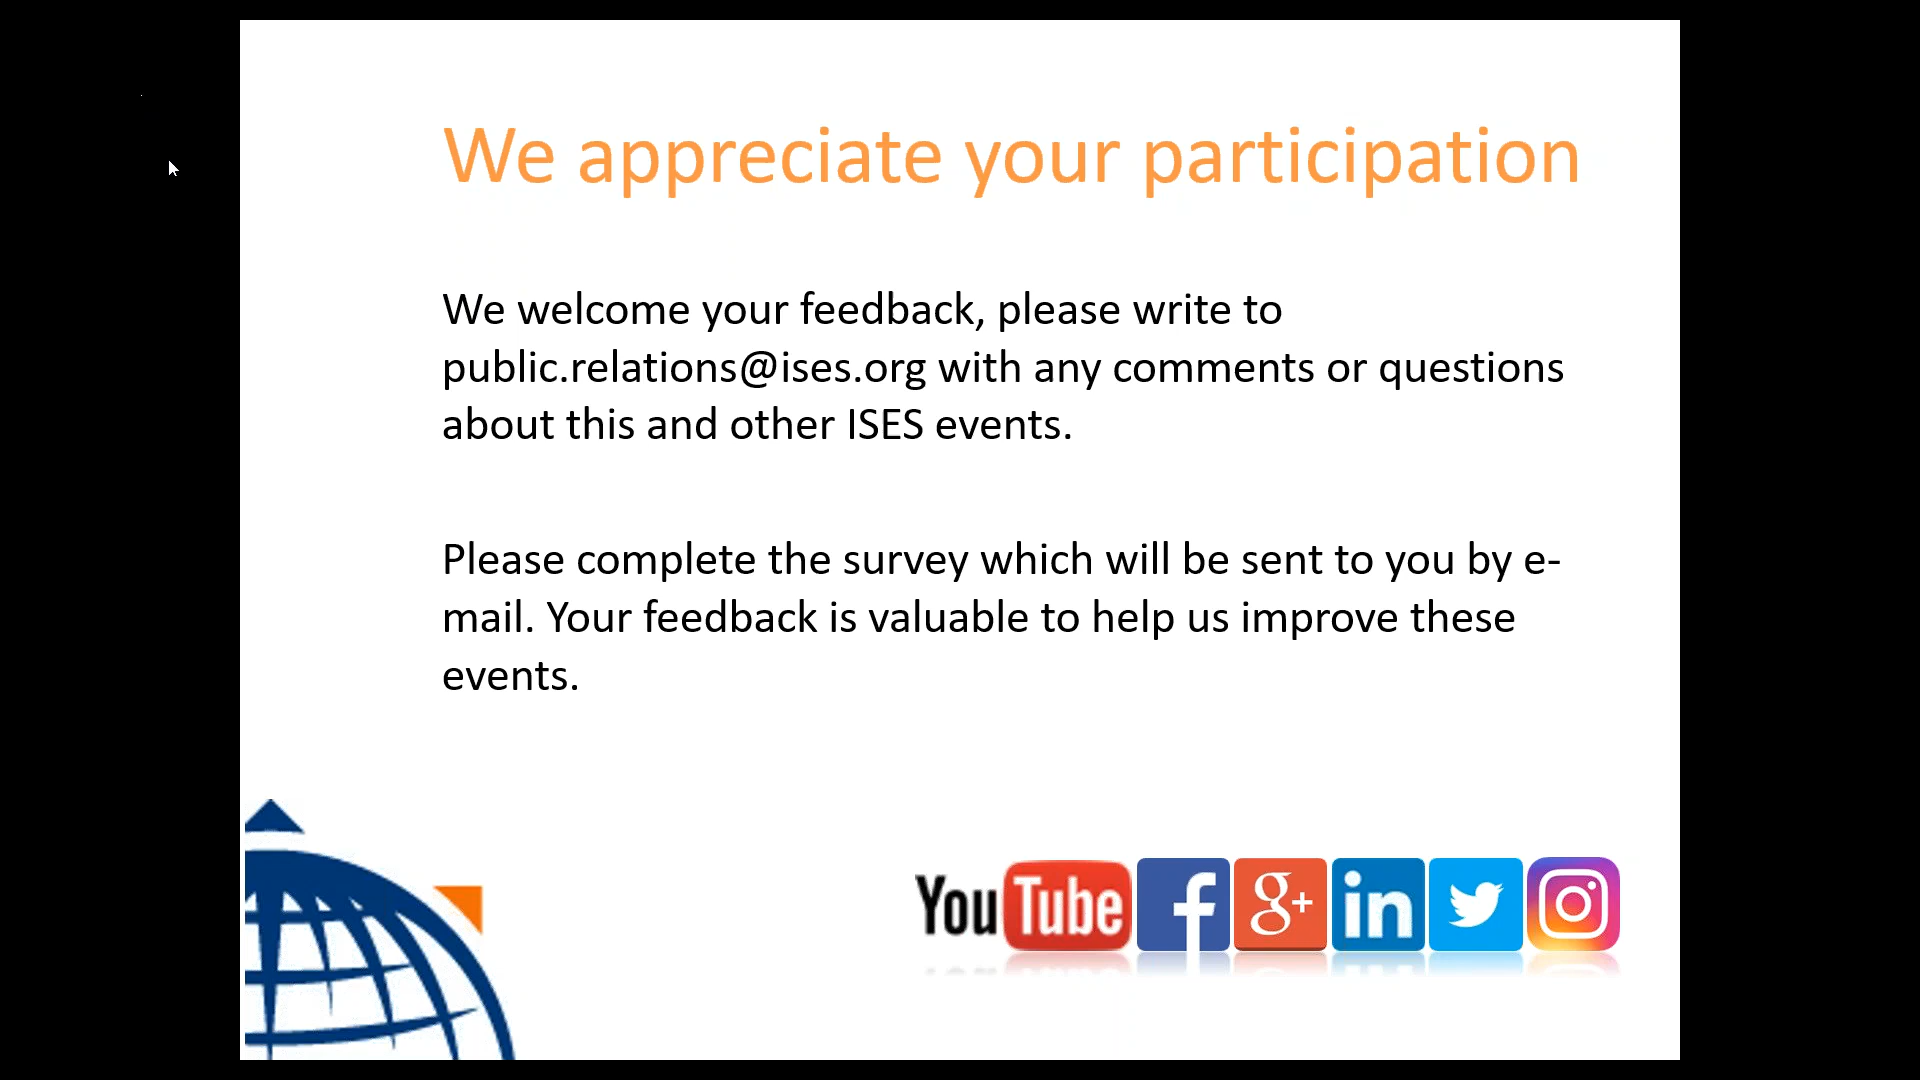 We appreciate your participation
We welcome your feedback, please write to
public.relations@ises.org with any comments or questions
about this and other ISES events.
Please complete the survey which will be sent to you by e-
mail. Your feedback is valuable to help us improve these
events.
YouTube f g+ in